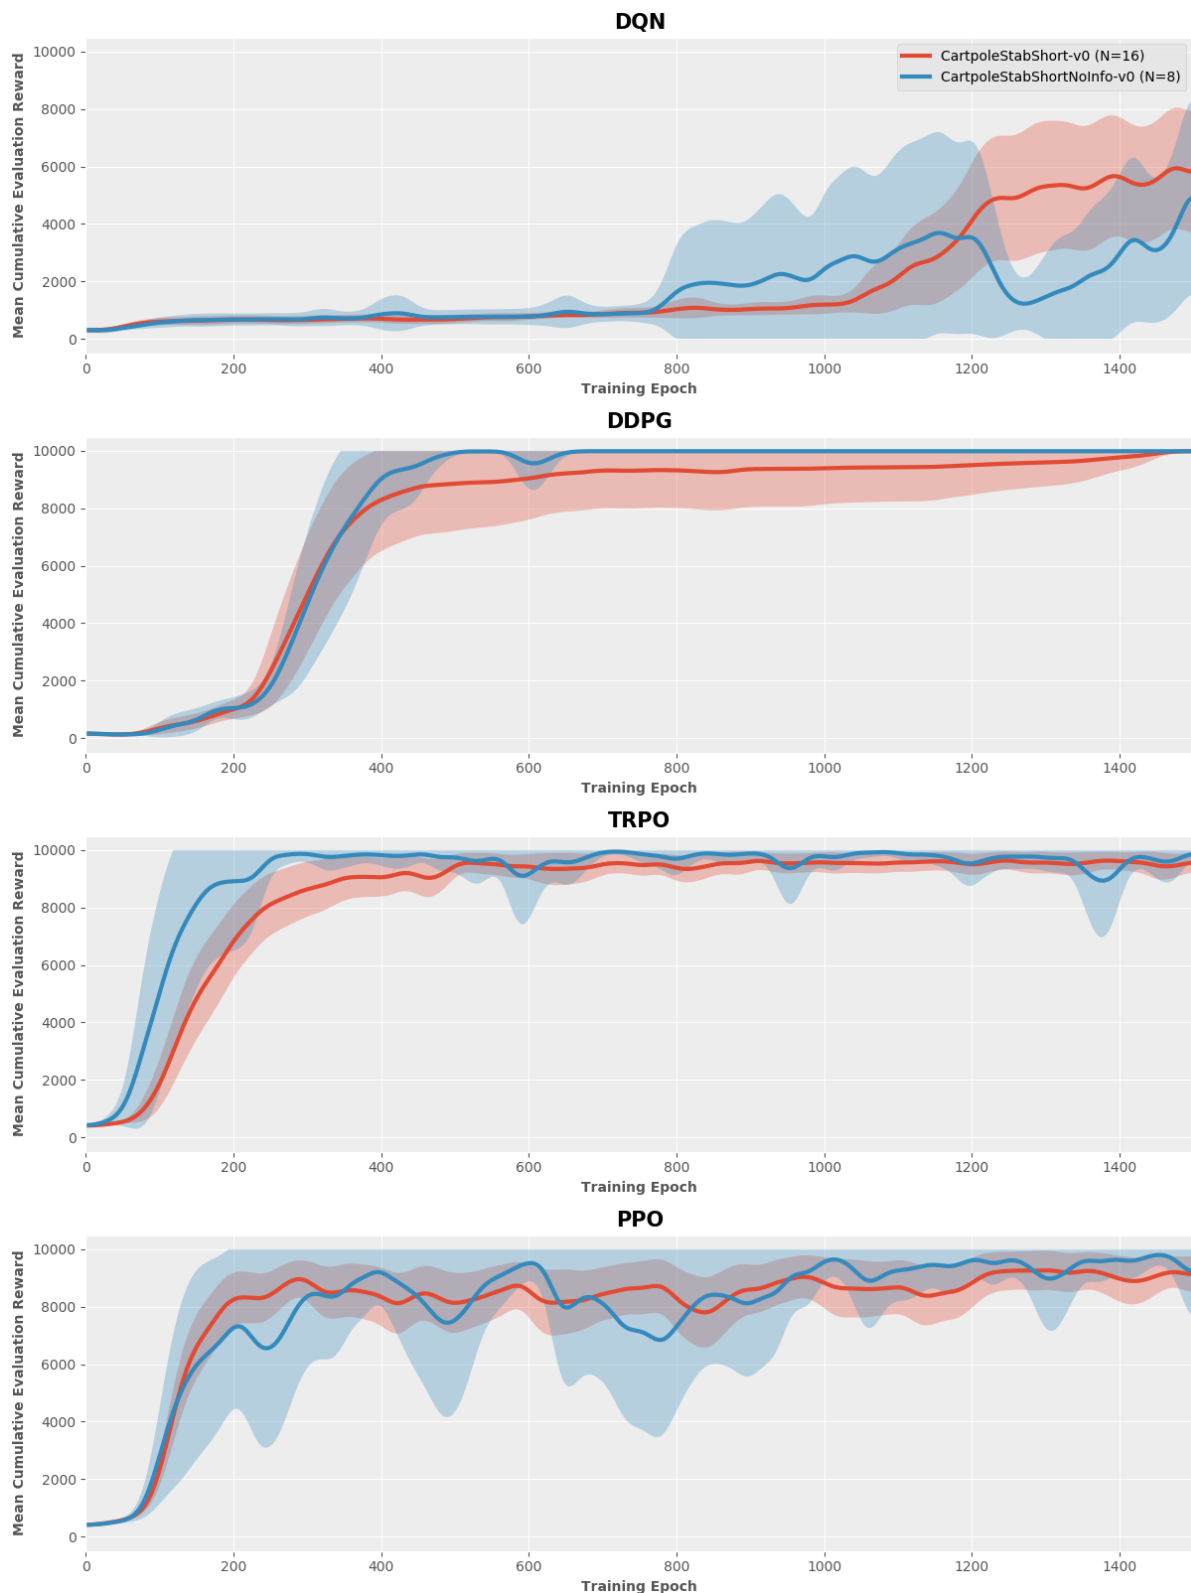 DQN
Mean Cumulative Evaluation Reward
10000
8000
6000
4000
2000
0
CartpoleStabShort-v0 (N=16)
CartpoleStabShortNoInfo-v0 (N=8)
0 200 400 600 800 1000 1200 1400
Training Epoch
DDPG
Mean Cumulative Evaluation Reward
10000
8000
6000
4000
2000
0
0 200 400 600 800 1000 1200 1400
Training Epoch
TRPO
Mean Cumulative Evaluation Reward
10000
8000
6000
4000
2000
0
0 200 400 600 800 1000 1200 1400
Training Epoch
PPO
Mean Cumulative Evaluation Reward
10000
8000
6000
4000
2000
0
0 200 400 600 800 1000 1200 1400
Training Epoch